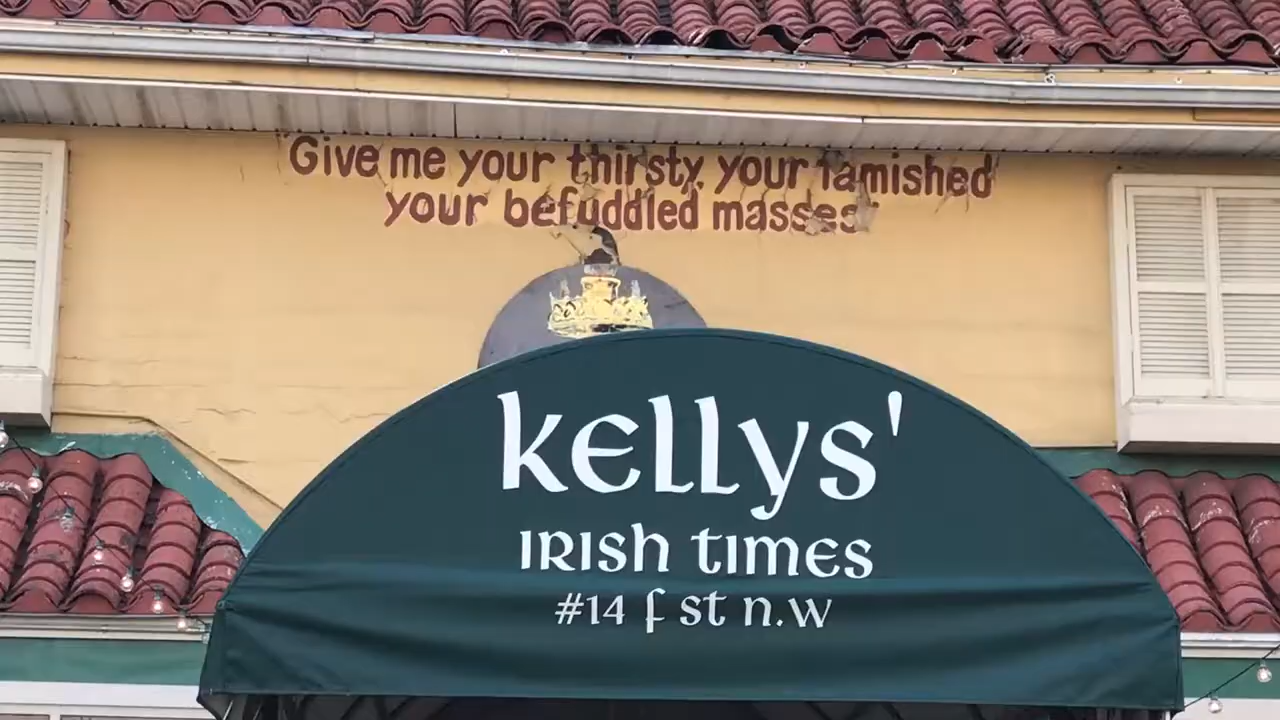 "Give me your thirsty, your famished
your befuddled masses"
kellys'
IRISH tIMES
#14 f st n.w